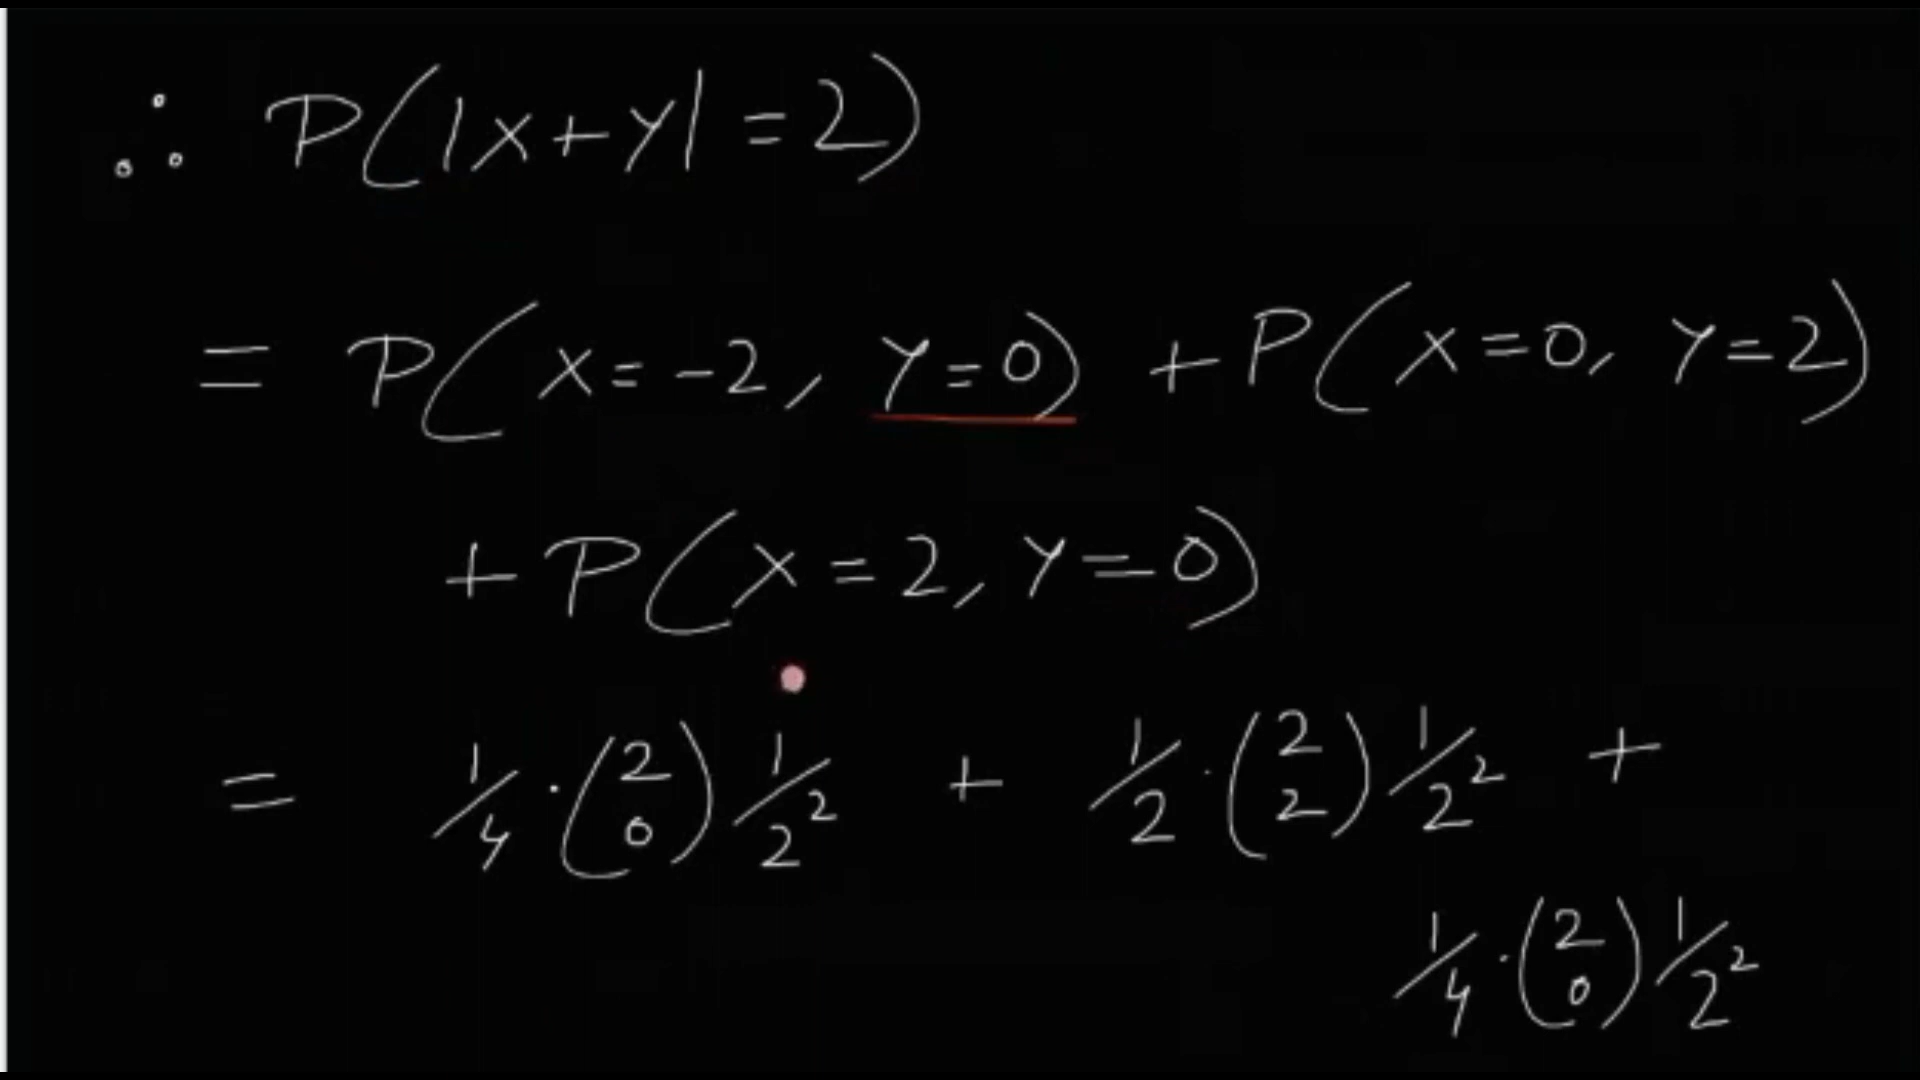 ∴ P(|X+Y| = 2)
= P(X = -2, Y = 0) + P(X = 0, Y = 2)
+ P(X = 2, Y = 0)
= 1/4 · (2 0) 1/2² + 1/2 · (2 2) 1/2² +
1/4 · (2 0) 1/2²